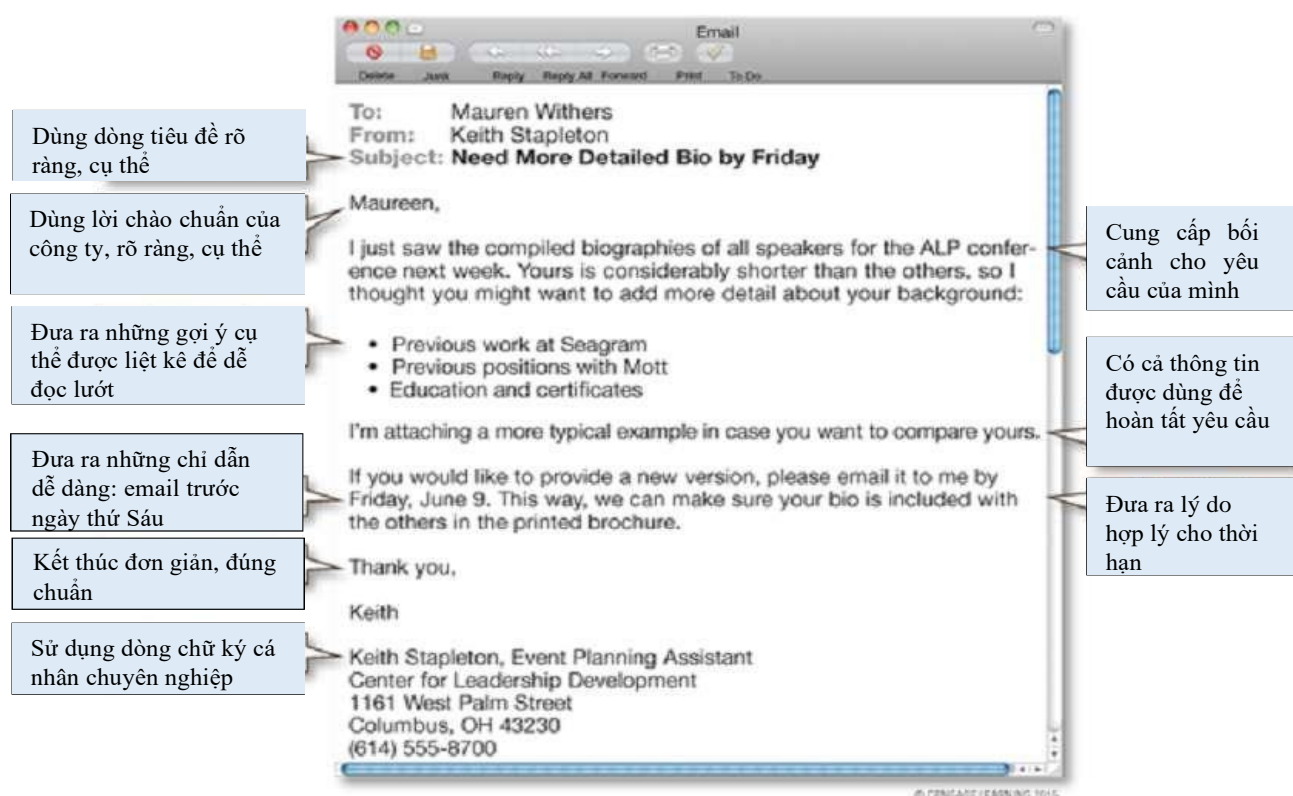 Email
Delete Junk Reply Reply All Forward Print To Do
To: Mauren Withers
From: Keith Stapleton
Subject: Need More Detailed Bio by Friday
Maureen,
I just saw the compiled biographies of all speakers for the ALP confer-
ence next week. Yours is considerably shorter than the others, so I
thought you might want to add more detail about your background:
• Previous work at Seagram
• Previous positions with Mott
• Education and certificates
I'm attaching a more typical example in case you want to compare yours.
If you would like to provide a new version, please email it to me by
Friday, June 9. This way, we can make sure your bio is included with
the others in the printed brochure.
Thank you,
Keith
Keith Stapleton, Event Planning Assistant
Center for Leadership Development
1161 West Palm Street
Columbus, OH 43230
(614) 555-8700
Dùng dòng tiêu đề rõ
ràng, cụ thể
Dùng lời chào chuẩn của
công ty, rõ ràng, cụ thể
Đưa ra những gợi ý cụ
thể được liệt kê để dễ
đọc lướt
Đưa ra những chỉ dẫn
dễ dàng: email trước
ngày thứ Sáu
Kết thúc đơn giản, đúng
chuẩn
Sử dụng dòng chữ ký cá
nhân chuyên nghiệp
Cung cấp bối
cảnh cho yêu
cầu của mình
Có cả thông tin
được dùng để
hoàn tất yêu cầu
Đưa ra lý do
hợp lý cho thời
hạn
© CENGAGE LEARNING 2015